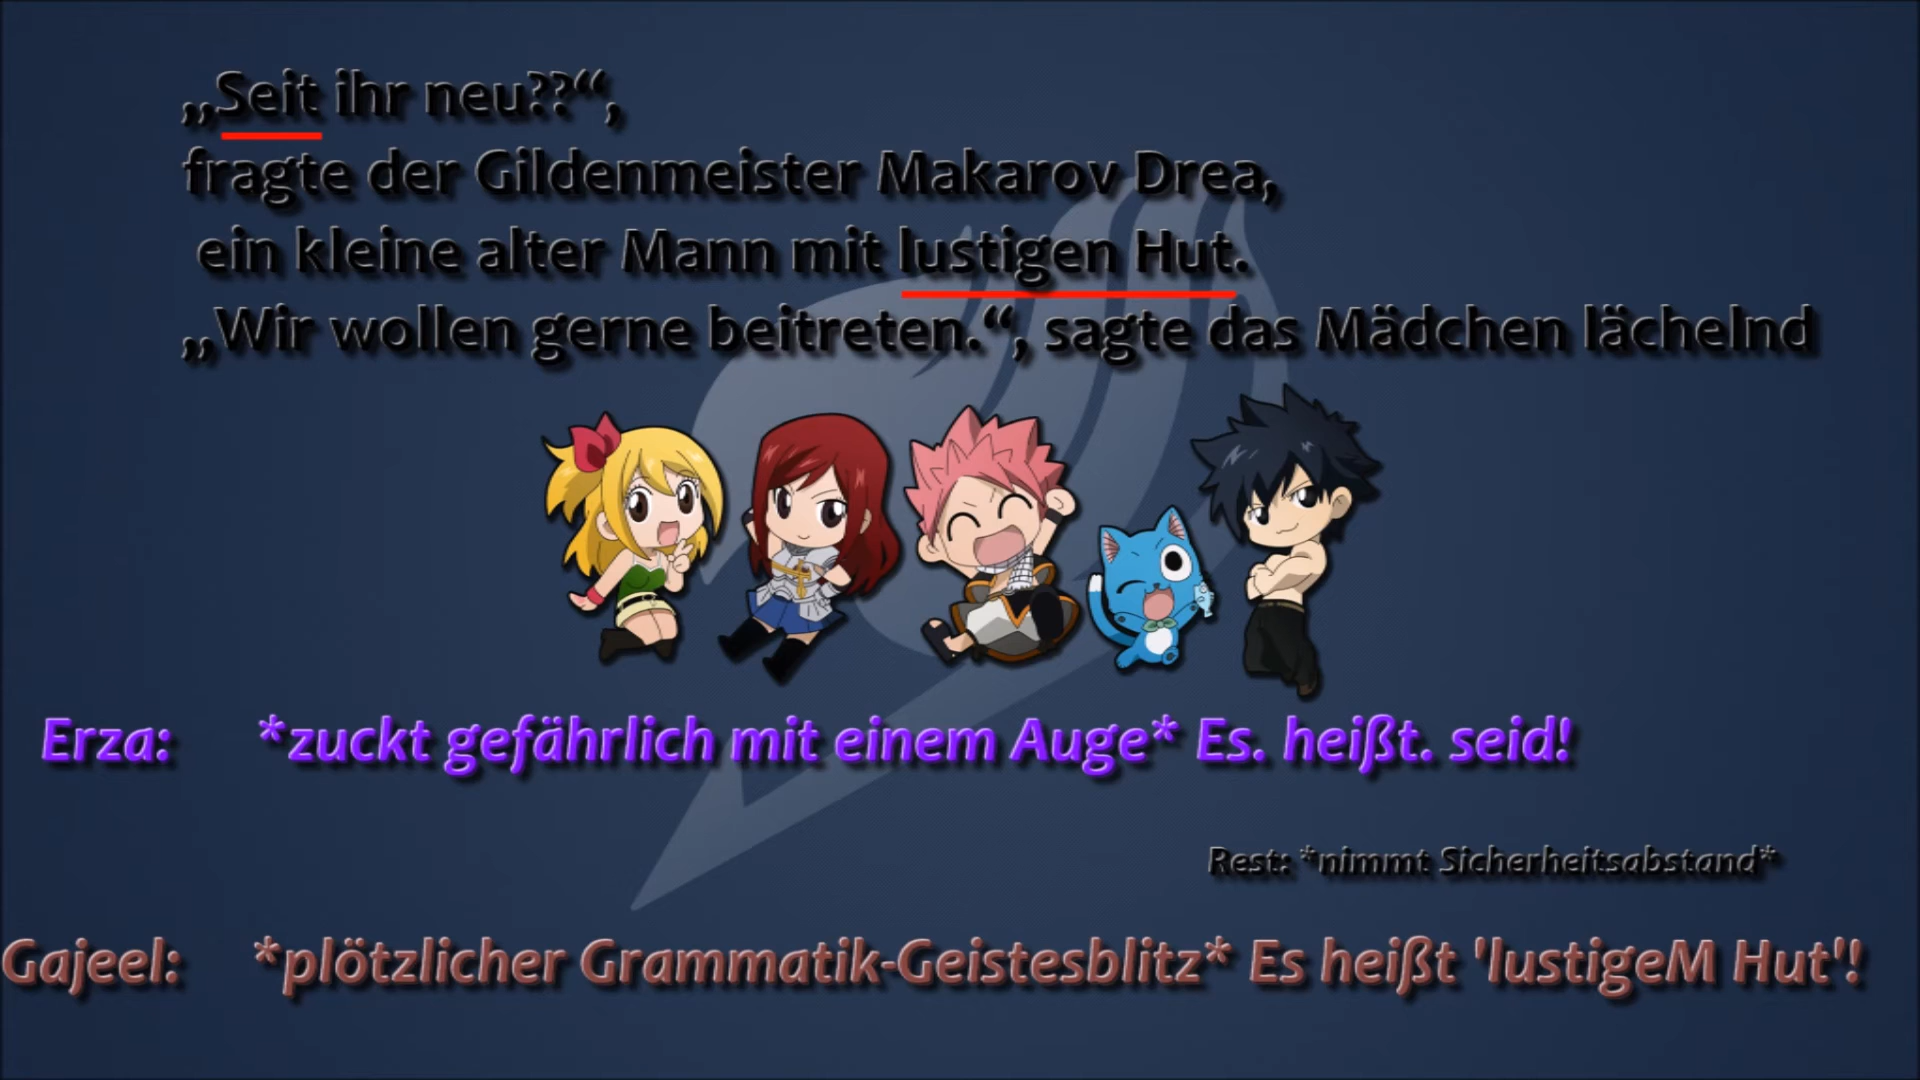 „Seit ihr neu??“,
fragte der Gildenmeister Makarov Drea,
ein kleine alter Mann mit lustigen Hut.
„Wir wollen gerne beitreten.“, sagte das Mädchen lächelnd
Erza: *zuckt gefährlich mit einem Auge* Es. heißt. seid!
Rest: *nimmt Sicherheitsabstand*
Gajeel: *plötzlicher Grammatik-Geistesblitz* Es heißt 'lustigeM Hut'!